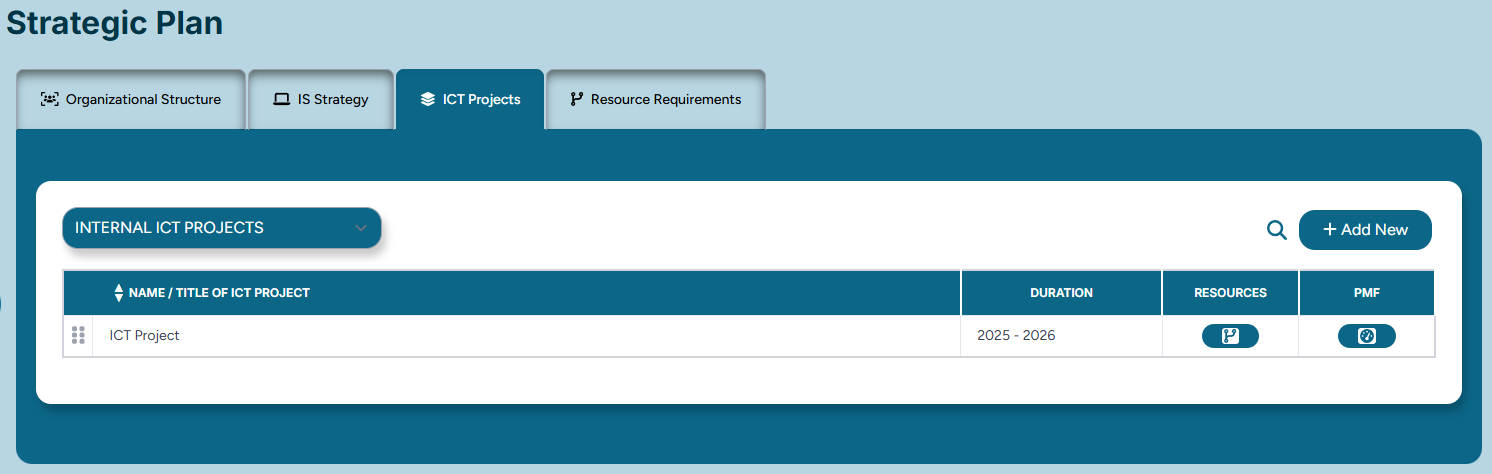 Strategic Plan
Organizational Structure
IS Strategy
ICT Projects
Resource Requirements
INTERNAL ICT PROJECTS
+ Add New
NAME / TITLE OF ICT PROJECT
DURATION
RESOURCES
PMF
ICT Project
2025 - 2026